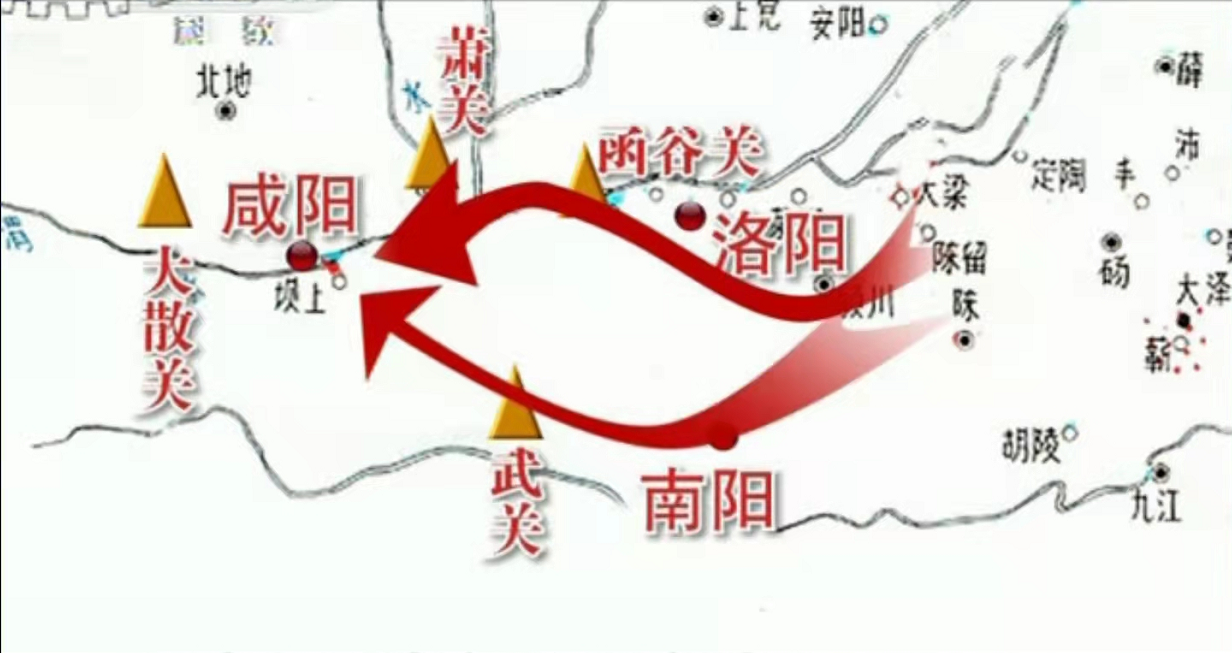 上党
安阳
萧关
薛
北地
水
函谷关
沛
定陶
丰
咸阳
大梁
洛阳
渭
陈留
砀
大散关
坝上
大泽
颍川
陈
蕲
武关
胡陵
南阳
九江